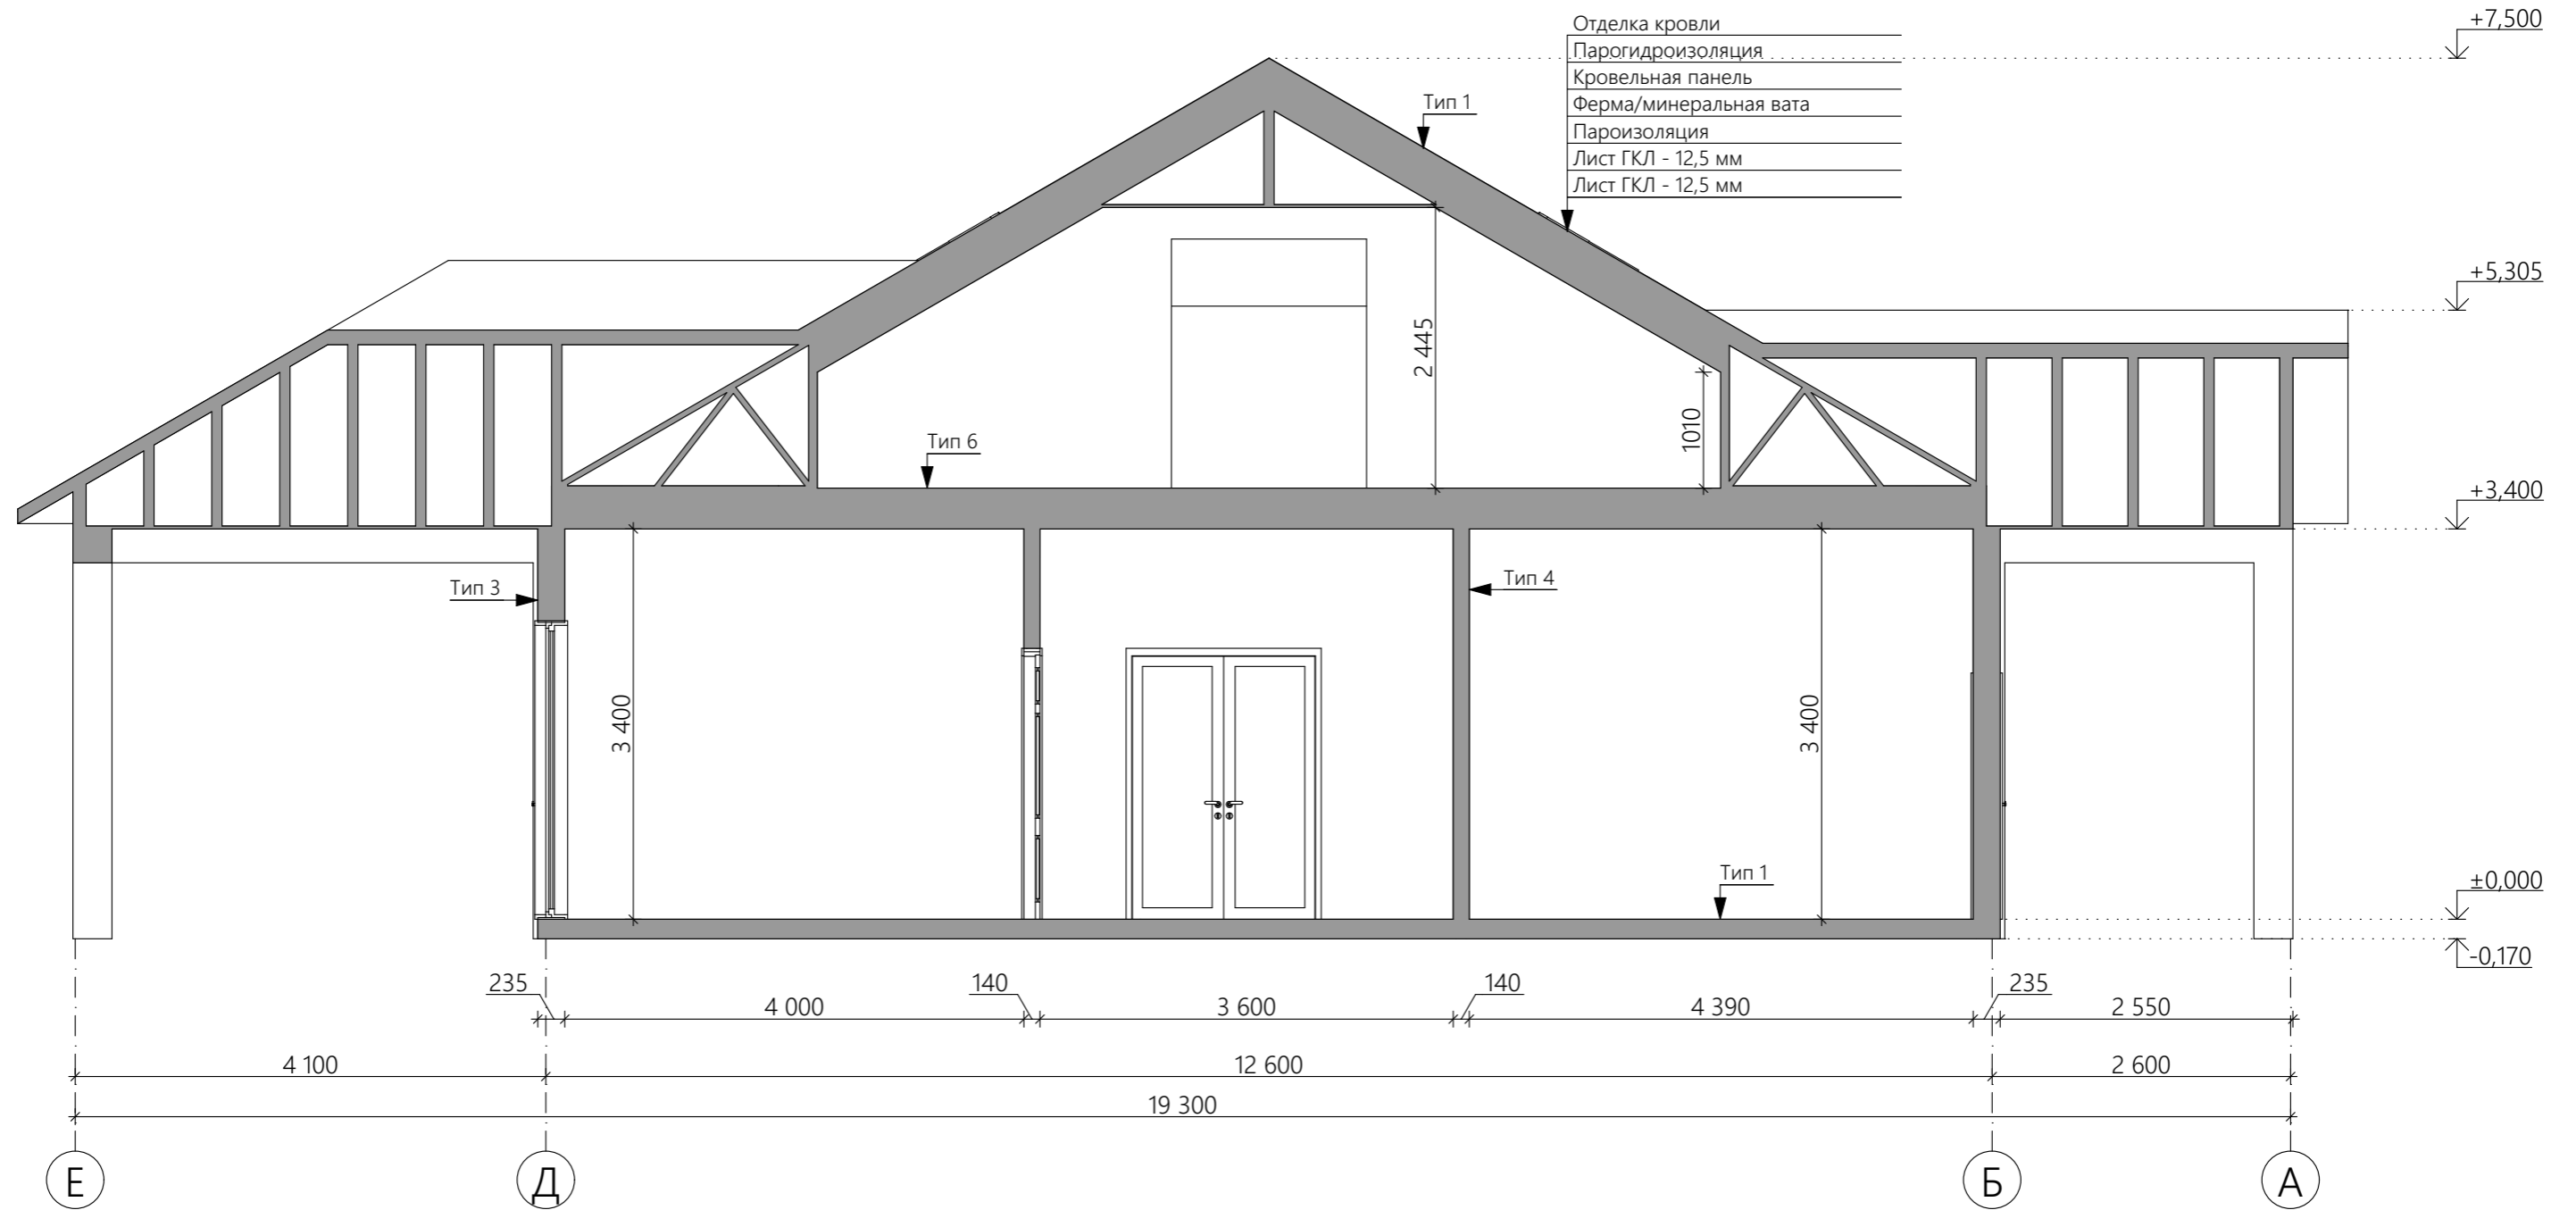 Отделка кровли
Парогидроизоляция
Кровельная панель
Ферма/минеральная вата
Пароизоляция
Лист ГКЛ - 12,5 мм
Лист ГКЛ - 12,5 мм
+7,500
Тип 1
+5,305
2 445
1010
Тип 6
+3,400
Тип 3
Тип 4
3 400
3 400
Тип 1
±0,000
-0,170
235
140
140
235
4 000
3 600
4 390
2 550
4 100
12 600
2 600
19 300
Е
Д
Б
А